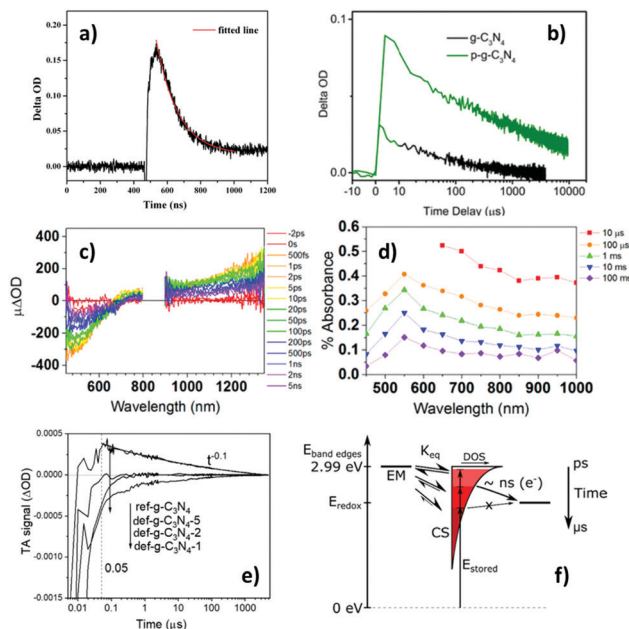 a)
fitted line
Delta OD
0.25
0.20
0.15
0.10
0.05
0.00
0 200 400 600 800 1000 1200
Time (ns)
b)
g-C3N4
p-g-C3N4
Delta OD
0.1
0.0
-10 0 10 100 1000 10000
Time Delay (μs)
c)
μΔOD
400
200
0
-200
-400
600 800 1000 1200
Wavelength (nm)
-2ps
0s
500fs
1ps
2ps
5ps
10ps
20ps
50ps
100ps
200ps
500ps
1ns
2ns
5ns
d)
% Absorbance
0.6
0.5
0.4
0.3
0.2
0.1
0.0
500 600 700 800 900 1000
Wavelength (nm)
10 μs
100 μs
1 ms
10 ms
100 ms
TA signal (ΔOD)
0.0005
0.0000
-0.0005
-0.0010
-0.0015
t-0.1
ref-g-C3N4
def-g-C3N4-5
def-g-C3N4-2
def-g-C3N4-1
0.05
e)
0.01 0.1 1 10 100 1000
Time (μs)
Eband edges
2.99 eV
EM
Keq
DOS
~ ns (e-)
ps
Time
μs
Eredox
x
CS
Estored
0 eV
f)